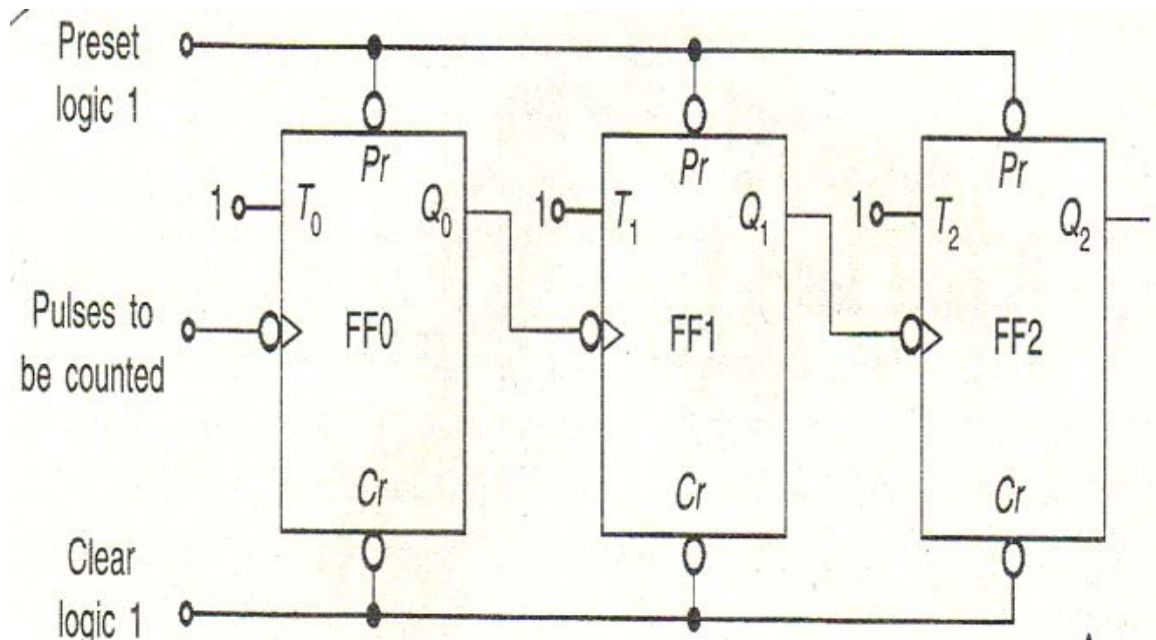 Preset
logic 1
Pr
Pr
Pr
1 T₀ Q₀
1 T₁ Q₁
1 T₂ Q₂
Pulses to
be counted
FF0
FF1
FF2
Cr
Cr
Cr
Clear
logic 1